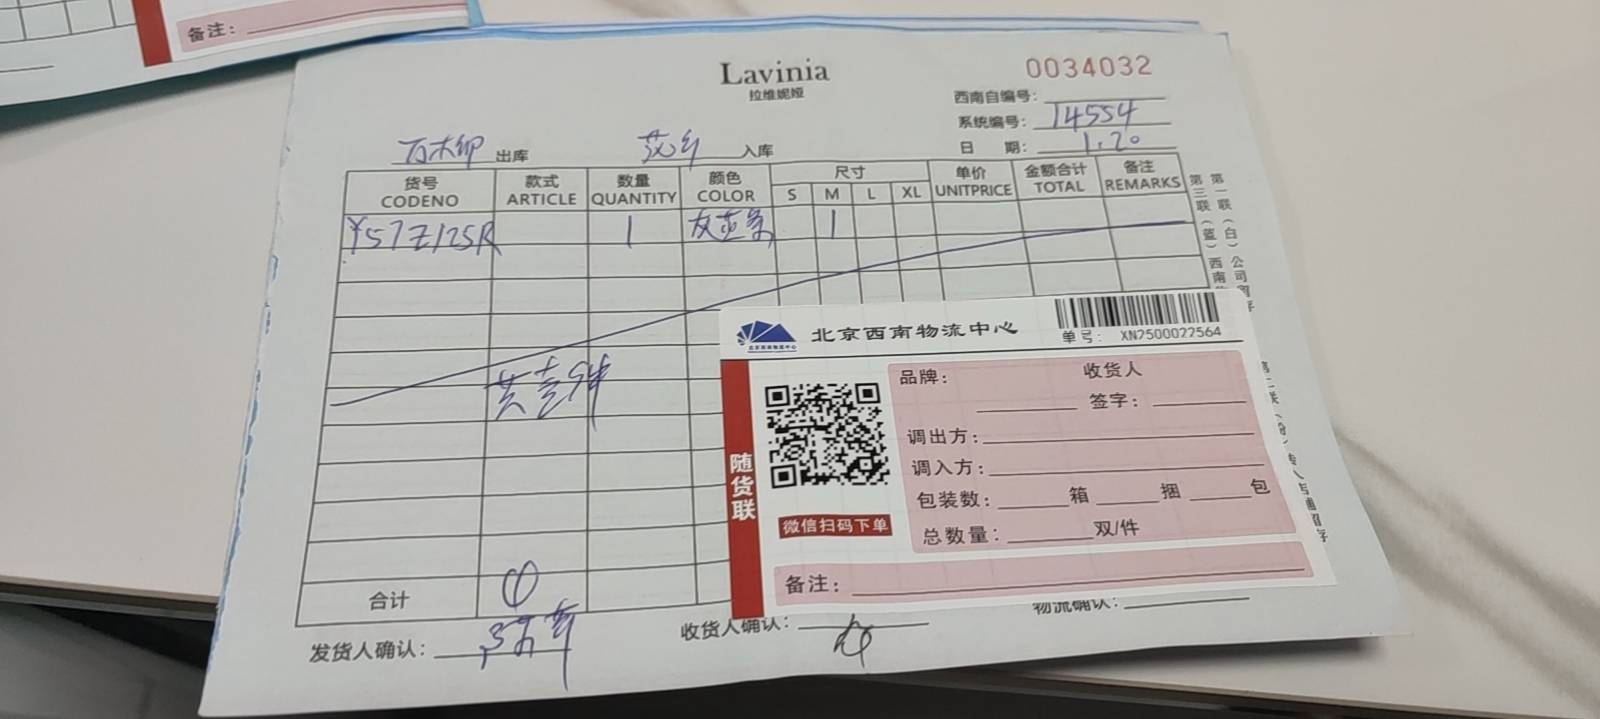 备注：
Lavinia
拉维妮娅
0034032
西南自编号：
系统编号： 14554
日 期： 1.20
出库 入库
货号 款式 数量 颜色 尺寸 单价 金额合计 备注
CODENO ARTICLE QUANTITY COLOR S M L XL UNITPRICE TOTAL REMARKS
Y57Z125R 1 1
共壹件
合计 ①
发货人确认：
收货人确认：
物流确认：
第一联（白）公司留存
第三联（蓝）西南
北京西南物流中心
单号： XN2500022564
随货联
微信扫码下单
品牌： 收货人
签字：
调出方：
调入方：
包装数： 箱 捆 包
总数量： 双/件
备注：